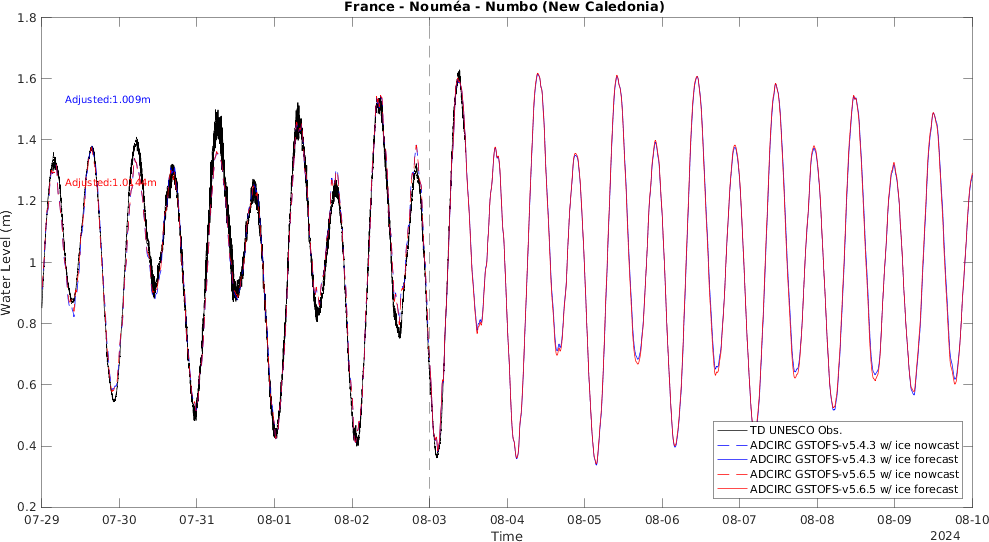 France - Nouméa - Numbo (New Caledonia)
1.8
1.6
1.4
1.2
1
0.8
0.6
0.4
0.2
Water Level (m)
Adjusted:1.009m
TD UNESCO Obs.
ADCIRC GSTOFS-v5.4.3 w/ ice nowcast
ADCIRC GSTOFS-v5.4.3 w/ ice forecast
ADCIRC GSTOFS-v5.6.5 w/ ice nowcast
ADCIRC GSTOFS-v5.6.5 w/ ice forecast
07-29 07-30 07-31 08-01 08-02 08-03 08-04 08-05 08-06 08-07 08-08 08-09 08-10
Time
2024